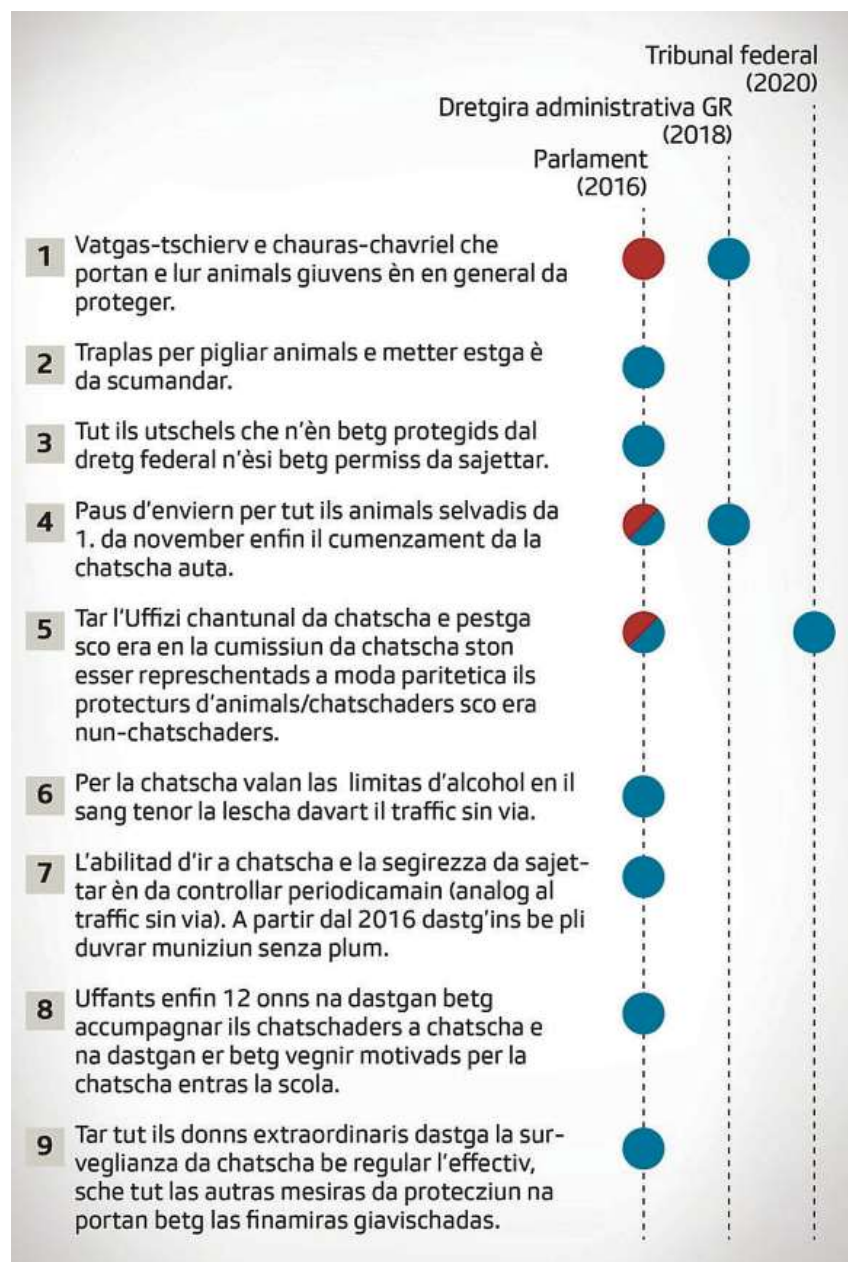 Tribunal federal
(2020)
Dretgira administrativa GR
(2018)
Parlament
(2016)
1
Vatgas-tschierv e chauras-chavriel che
portan e lur animals giuvens èn en general da
proteger.
2
Traplas per pigliar animals e metter estga è
da scumandar.
3
Tut ils utschels che n'èn betg protegids dal
dretg federal n'èsi betg permiss da sajettar.
4
Paus d'enviern per tut ils animals selvadis da
1. da november enfin il cumenzament da la
chatscha auta.
5
Tar l'Uffizi chantunal da chatscha e pestga
sco era en la cumissiun da chatscha ston
esser represchentads a moda paritetica ils
protecturs d'animals/chatschaders sco era
nun-chatschaders.
6
Per la chatscha valan las limitas d'alcohol en il
sang tenor la lescha davart il traffic sin via.
7
L'abilitad d'ir a chatscha e la segirezza da sajet-
tar èn da controllar periodicamain (analog al
traffic sin via). A partir dal 2016 dastg'ins be pli
duvrar muniziun senza plum.
8
Uffants enfin 12 onns na dastgan betg
accumpagnar ils chatschaders a chatscha e
na dastgan er betg vegnir motivads per la
chatscha entras la scola.
9
Tar tut ils donns extraordinaris dastga la sur-
veglianza da chatscha be regular l'effectiv,
sche tut las autras mesiras da protecziun na
portan betg las finamiras giavischadas.